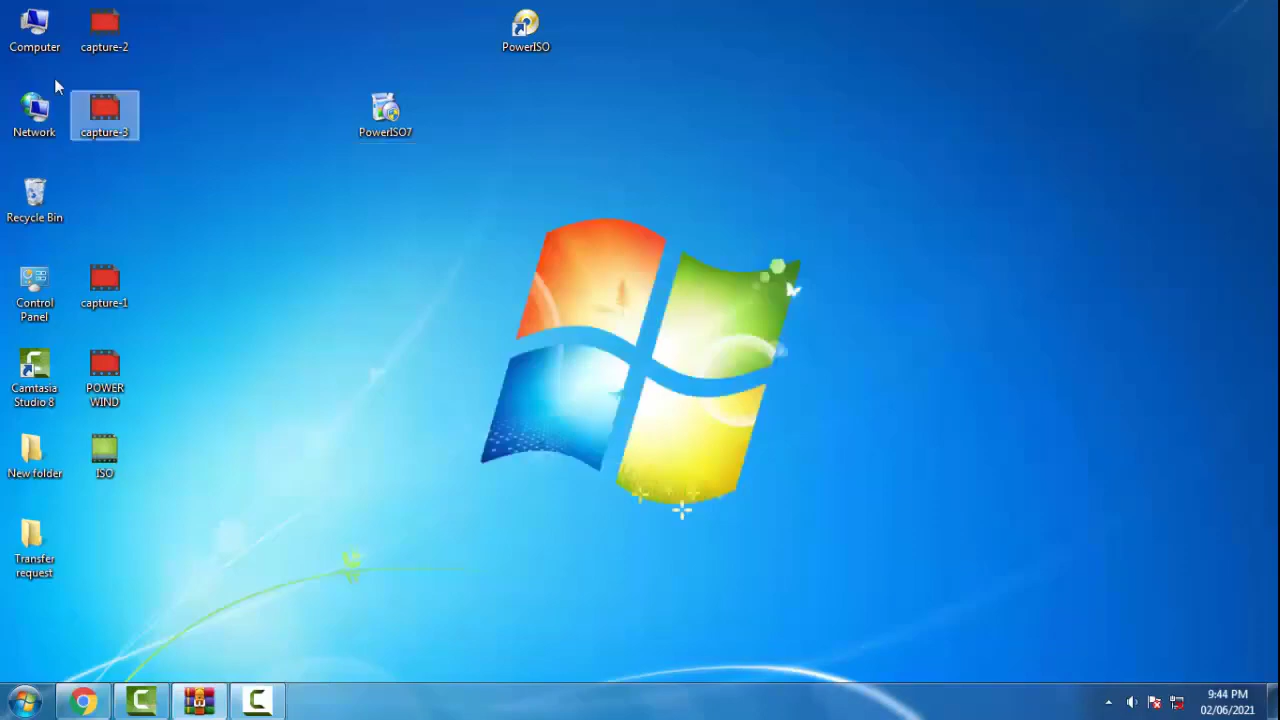 Computer
capture-2
PowerISO
Network
capture-3
PowerISO7
Recycle Bin
Control
Panel
capture-1
Camtasia
Studio 8
POWER
WIND
New folder
ISO
Transfer
request
9:44 PM
02/06/2021